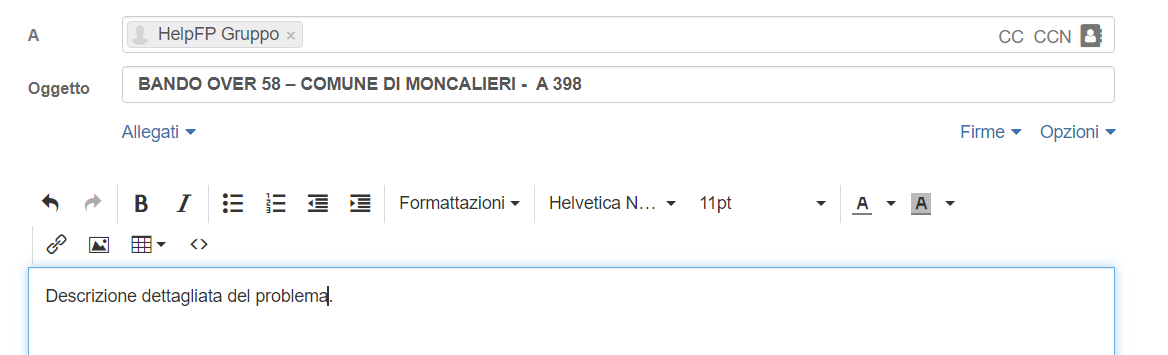 A HelpFP Gruppo × CC CCN
Oggetto BANDO OVER 58 – COMUNE DI MONCALIERI - A 398
Allegati Firme Opzioni
B I Formattazioni Helvetica N... 11pt A A
<>
Descrizione dettagliata del problema.